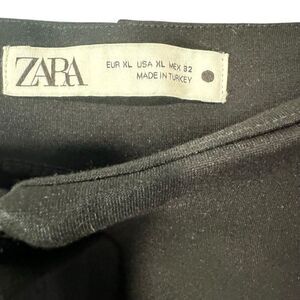 ZARA
EUR XL USA XL MEX 32
MADE IN TURKEY